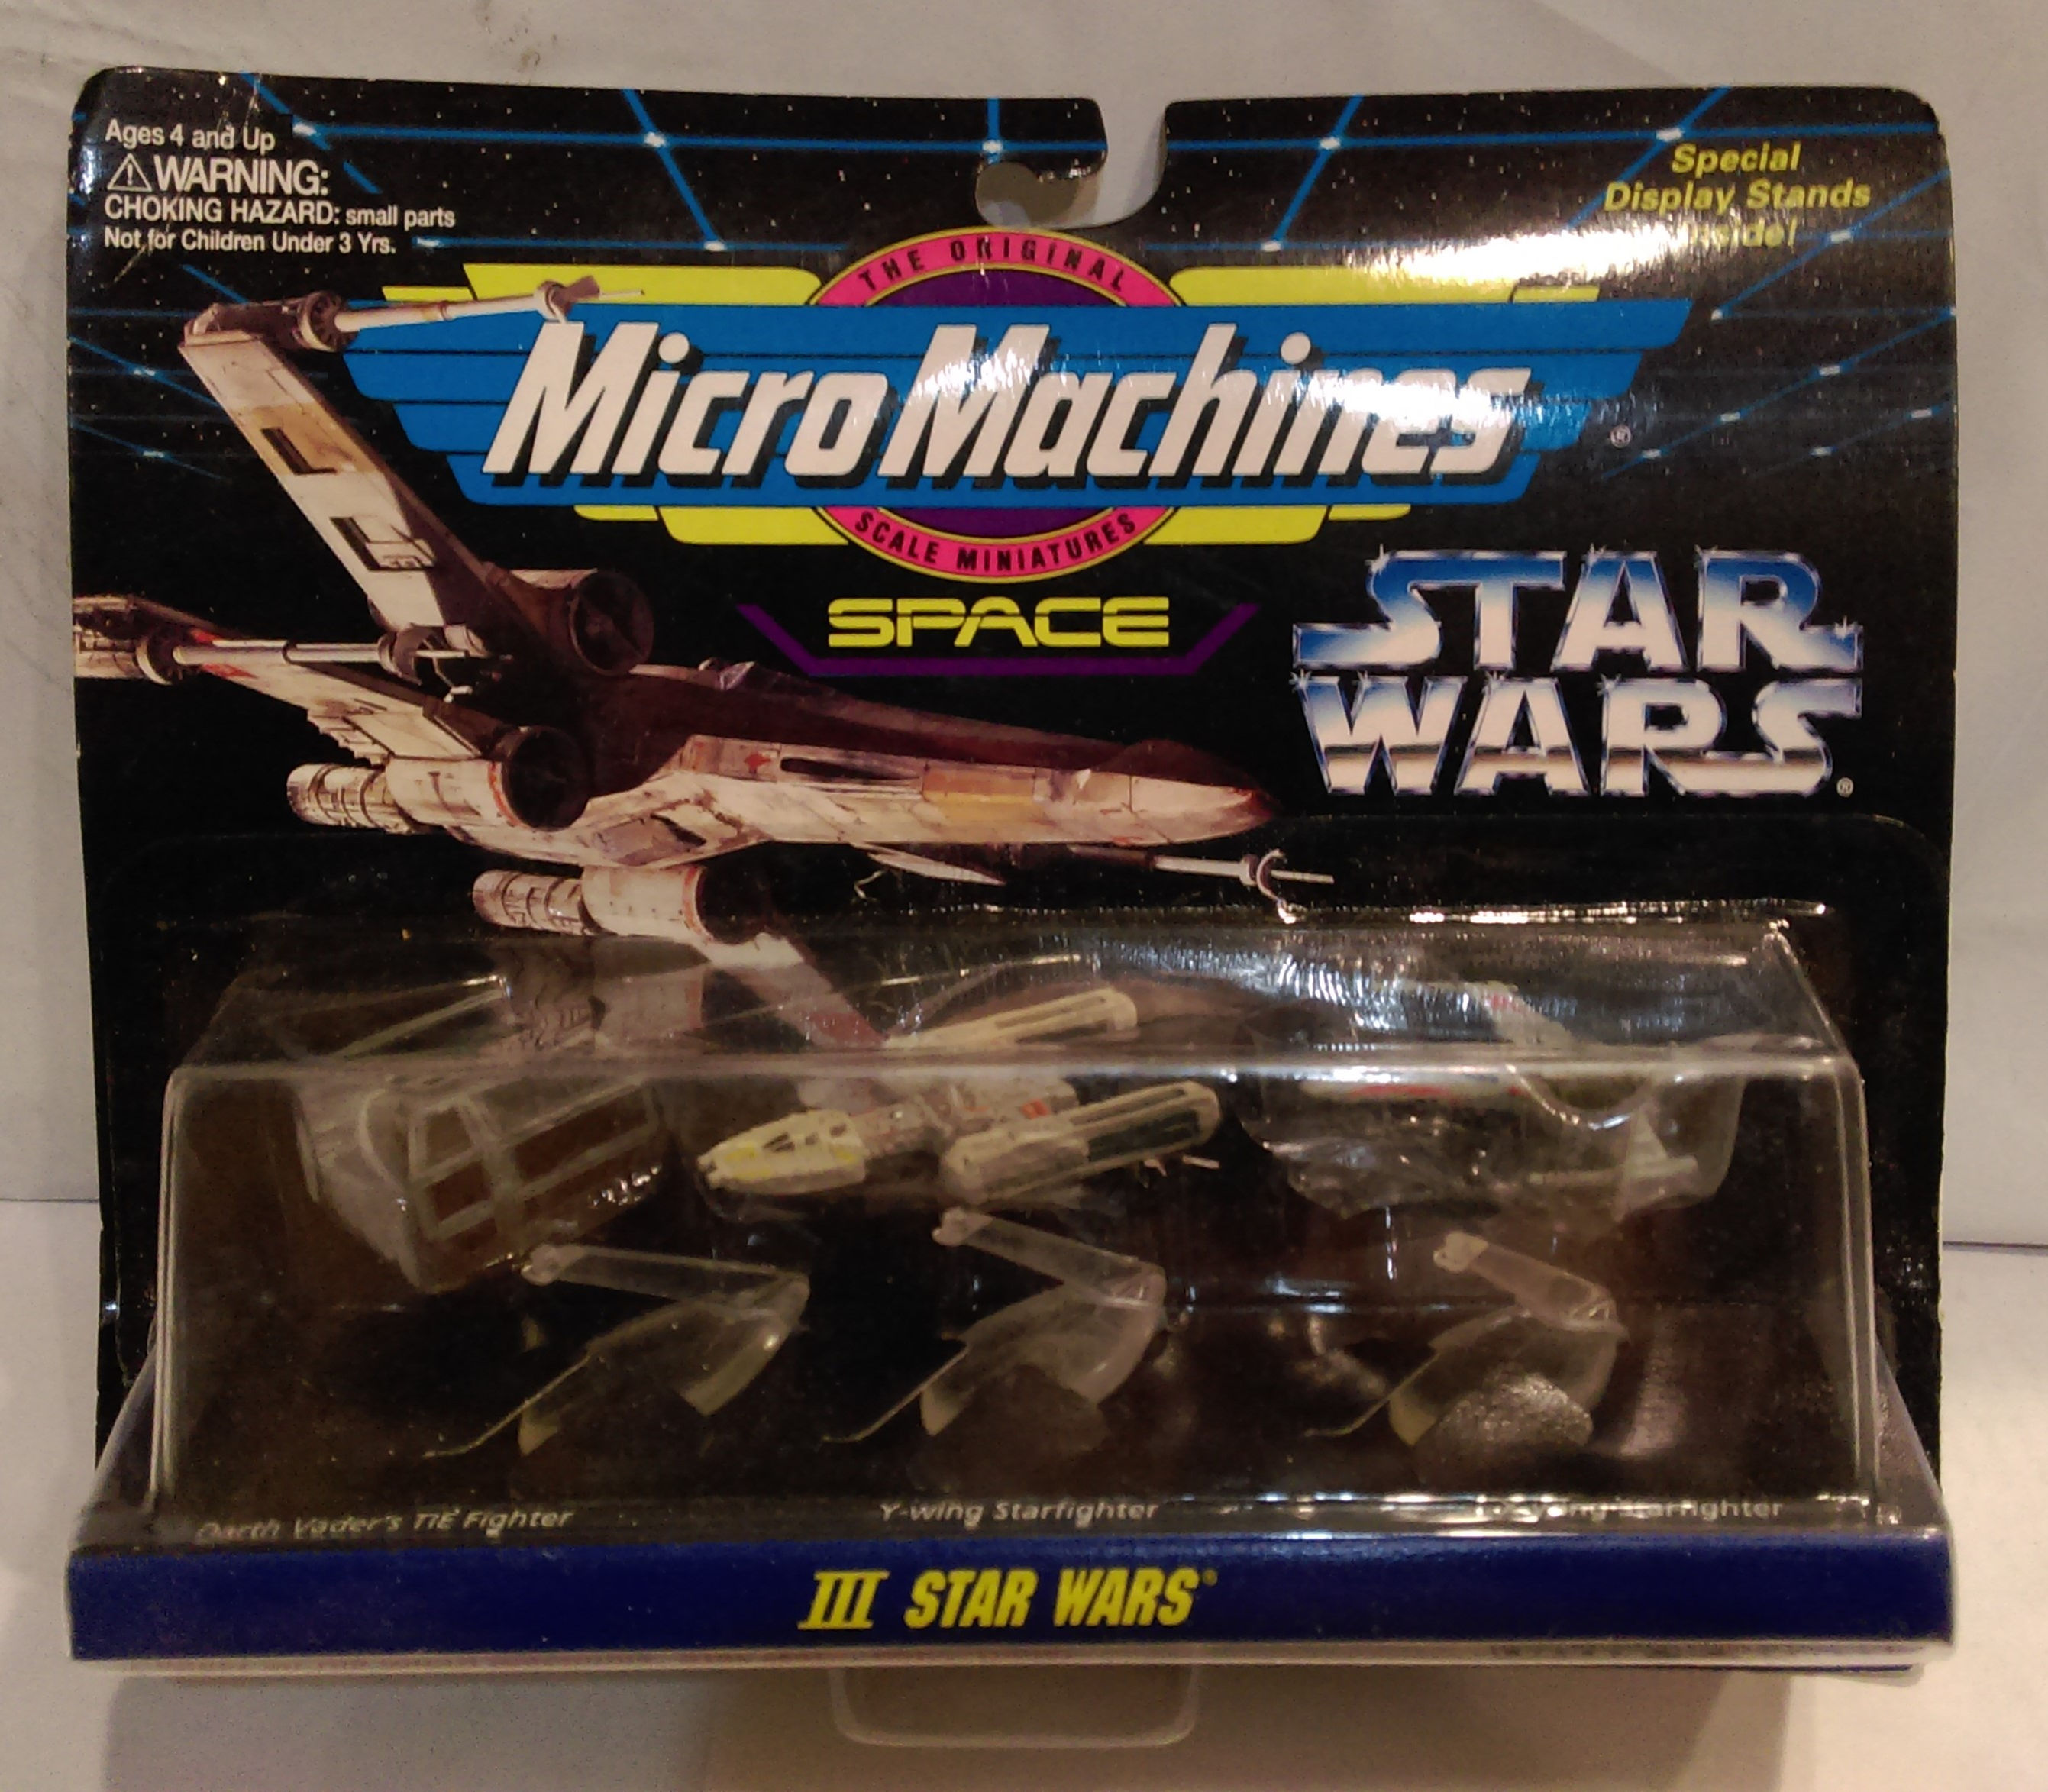 Ages 4 and Up
⚠WARNING:
CHOKING HAZARD: small parts
Not for Children Under 3 Yrs.
Special
Display Stands
THE ORIGINAL
Micro Machines ®
SCALE MINIATURES
SPACE
STAR
WARS ®
Darth Vader's TIE Fighter
Y-wing Starfighter
Starfighter
III STAR WARS®